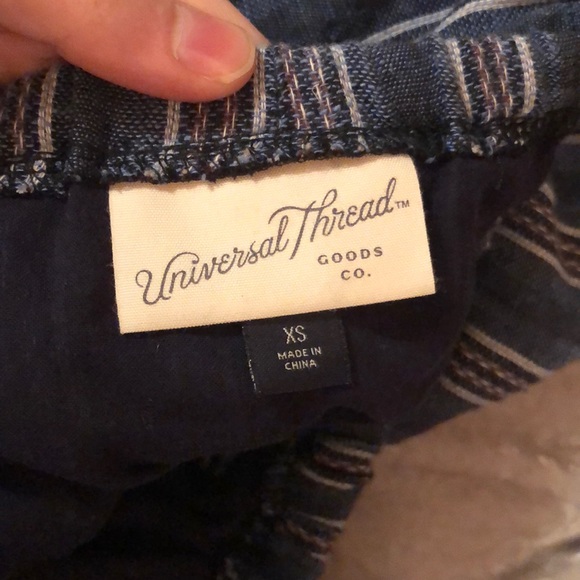 Universal Thread™
GOODS
CO.
XS
MADE IN
CHINA